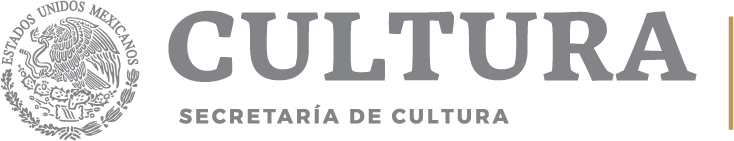 ESTADOS UNIDOS MEXICANOS
CULTURA
SECRETARÍA DE CULTURA